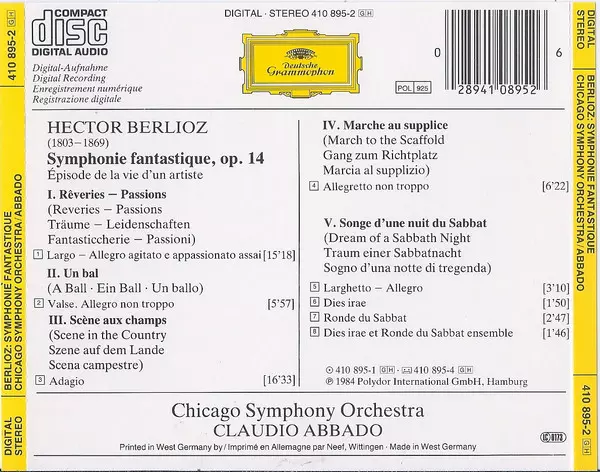 COMPACT
disc
DIGITAL AUDIO
Digital-Aufnahme
Digital Recording
Enregistrement numérique
Registrazione digitale
DIGITAL · STEREO 410 895-2 GH
Deutsche
Grammophon
POL 925
0 28941 08952 6
HECTOR BERLIOZ
(1803–1869)
Symphonie fantastique, op. 14
Épisode de la vie d'un artiste
I. Rêveries – Passions
(Reveries – Passions
Träume – Leidenschaften
Fantasticcherie – Passioni)
1 Largo – Allegro agitato e appassionato assai [15'18]
II. Un bal
(A Ball · Ein Ball · Un ballo)
2 Valse. Allegro non troppo [5'57]
III. Scène aux champs
(Scene in the Country
Szene auf dem Lande
Scena campestre)
3 Adagio [16'33]
IV. Marche au supplice
(March to the Scaffold
Gang zum Richtplatz
Marcia al supplizio)
4 Allegretto non troppo [6'22]
V. Songe d'une nuit du Sabbat
(Dream of a Sabbath Night
Traum einer Sabbatnacht
Sogno d'una notte di tregenda)
5 Larghetto – Allegro [3'10]
6 Dies irae [1'50]
7 Ronde du Sabbat [2'47]
8 Dies irae et Ronde du Sabbat ensemble [1'46]
410 895-1 GH · 410 895-4 GH
℗ 1984 Polydor International GmbH, Hamburg
Chicago Symphony Orchestra
CLAUDIO ABBADO
Printed in West Germany by / Imprimé en Allemagne par Neef, Wittingen · Made in West Germany
LC 0173
DIGITAL
STEREO
BERLIOZ: SYMPHONIE FANTASTIQUE
CHICAGO SYMPHONY ORCHESTRA/ABBADO
410 895-2 GH
DIGITAL
STEREO
BERLIOZ: SYMPHONIE FANTASTIQUE
CHICAGO SYMPHONY ORCHESTRA/ABBADO
410 895-2 GH